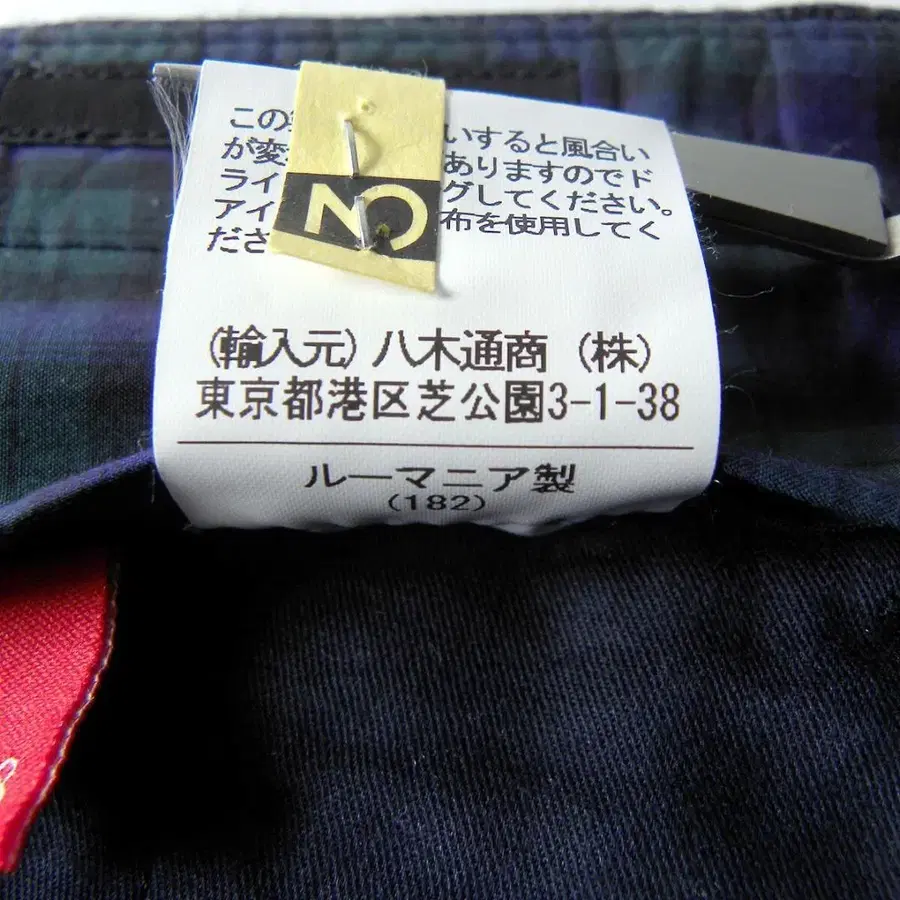 この いすると風合い
が変 ありますのでド
ライ グしてください。
アイ 布を使用してく
ださ
(輸入元) 八木通商 (株)
東京都港区芝公園3-1-38
ルーマニア製
(182)